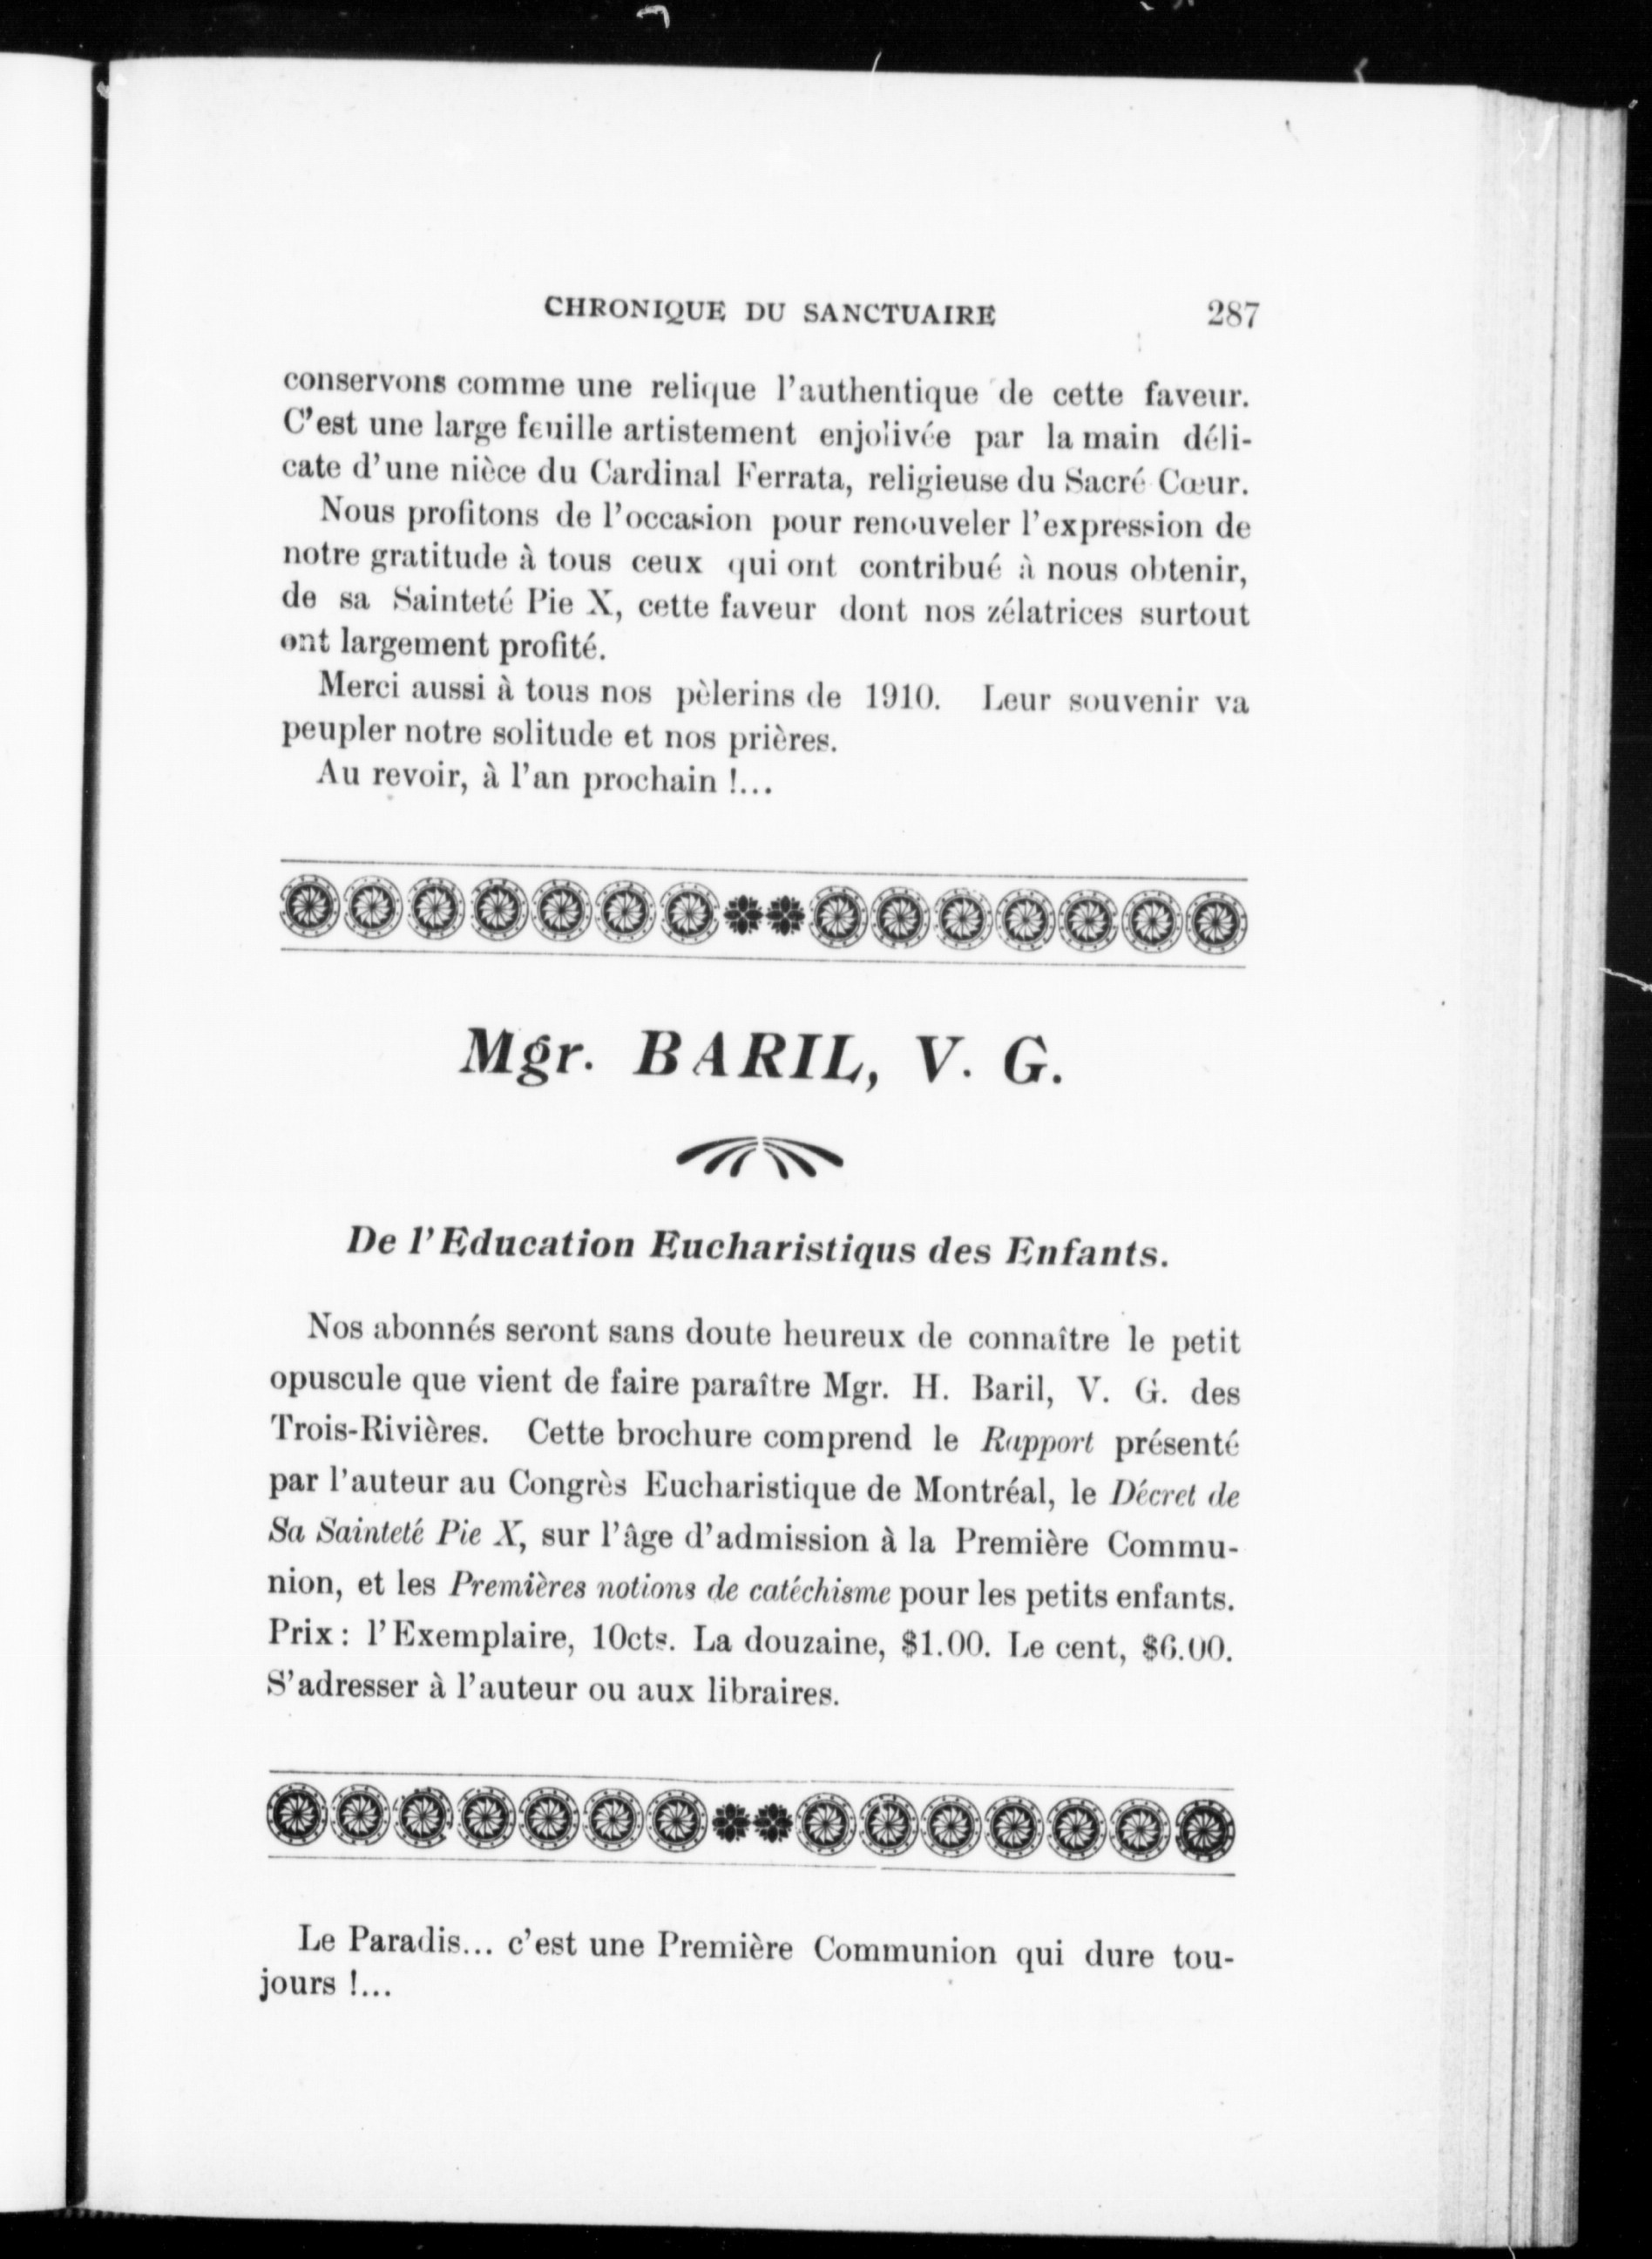 CHRONIQUE DU SANCTUAIRE 287
conservons comme une relique l'authentique de cette faveur.
C'est une large feuille artistement enjolivée par la main déli-
cate d'une nièce du Cardinal Ferrata, religieuse du Sacré Cœur.
Nous profitons de l'occasion pour renouveler l'expression de
notre gratitude à tous ceux qui ont contribué à nous obtenir,
de sa Sainteté Pie X, cette faveur dont nos zélatrices surtout
ont largement profité.
Merci aussi à tous nos pèlerins de 1910. Leur souvenir va
peupler notre solitude et nos prières.
Au revoir, à l'an prochain !...
Mgr. BARIL, V. G.
De l'Education Eucharistiqus des Enfants.
Nos abonnés seront sans doute heureux de connaître le petit
opuscule que vient de faire paraître Mgr. H. Baril, V. G. des
Trois-Rivières. Cette brochure comprend le Rapport présenté
par l'auteur au Congrès Eucharistique de Montréal, le Décret de
Sa Sainteté Pie X, sur l'âge d'admission à la Première Commu-
nion, et les Premières notions de catéchisme pour les petits enfants.
Prix : l'Exemplaire, 10cts. La douzaine, $1.00. Le cent, $6.00.
S'adresser à l'auteur ou aux libraires.
Le Paradis... c'est une Première Communion qui dure tou-
jours !...